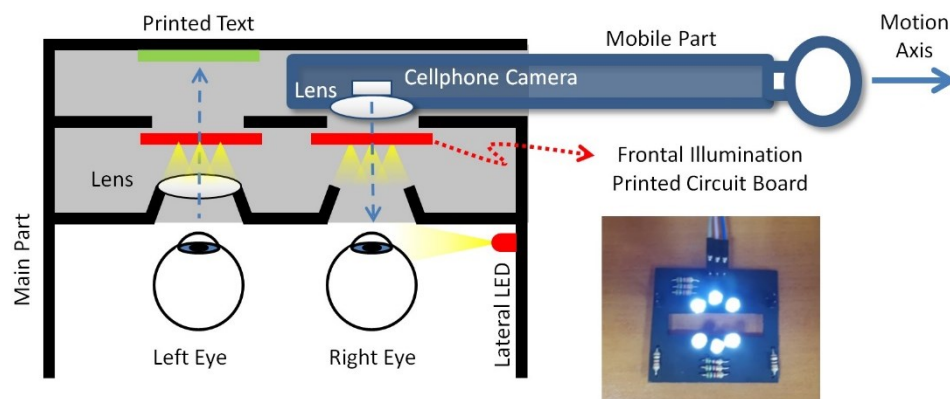 Printed Text
Mobile Part
Motion
Axis
Lens
Cellphone Camera
Lens
Frontal Illumination
Printed Circuit Board
Main Part
Lateral LED
Left Eye
Right Eye